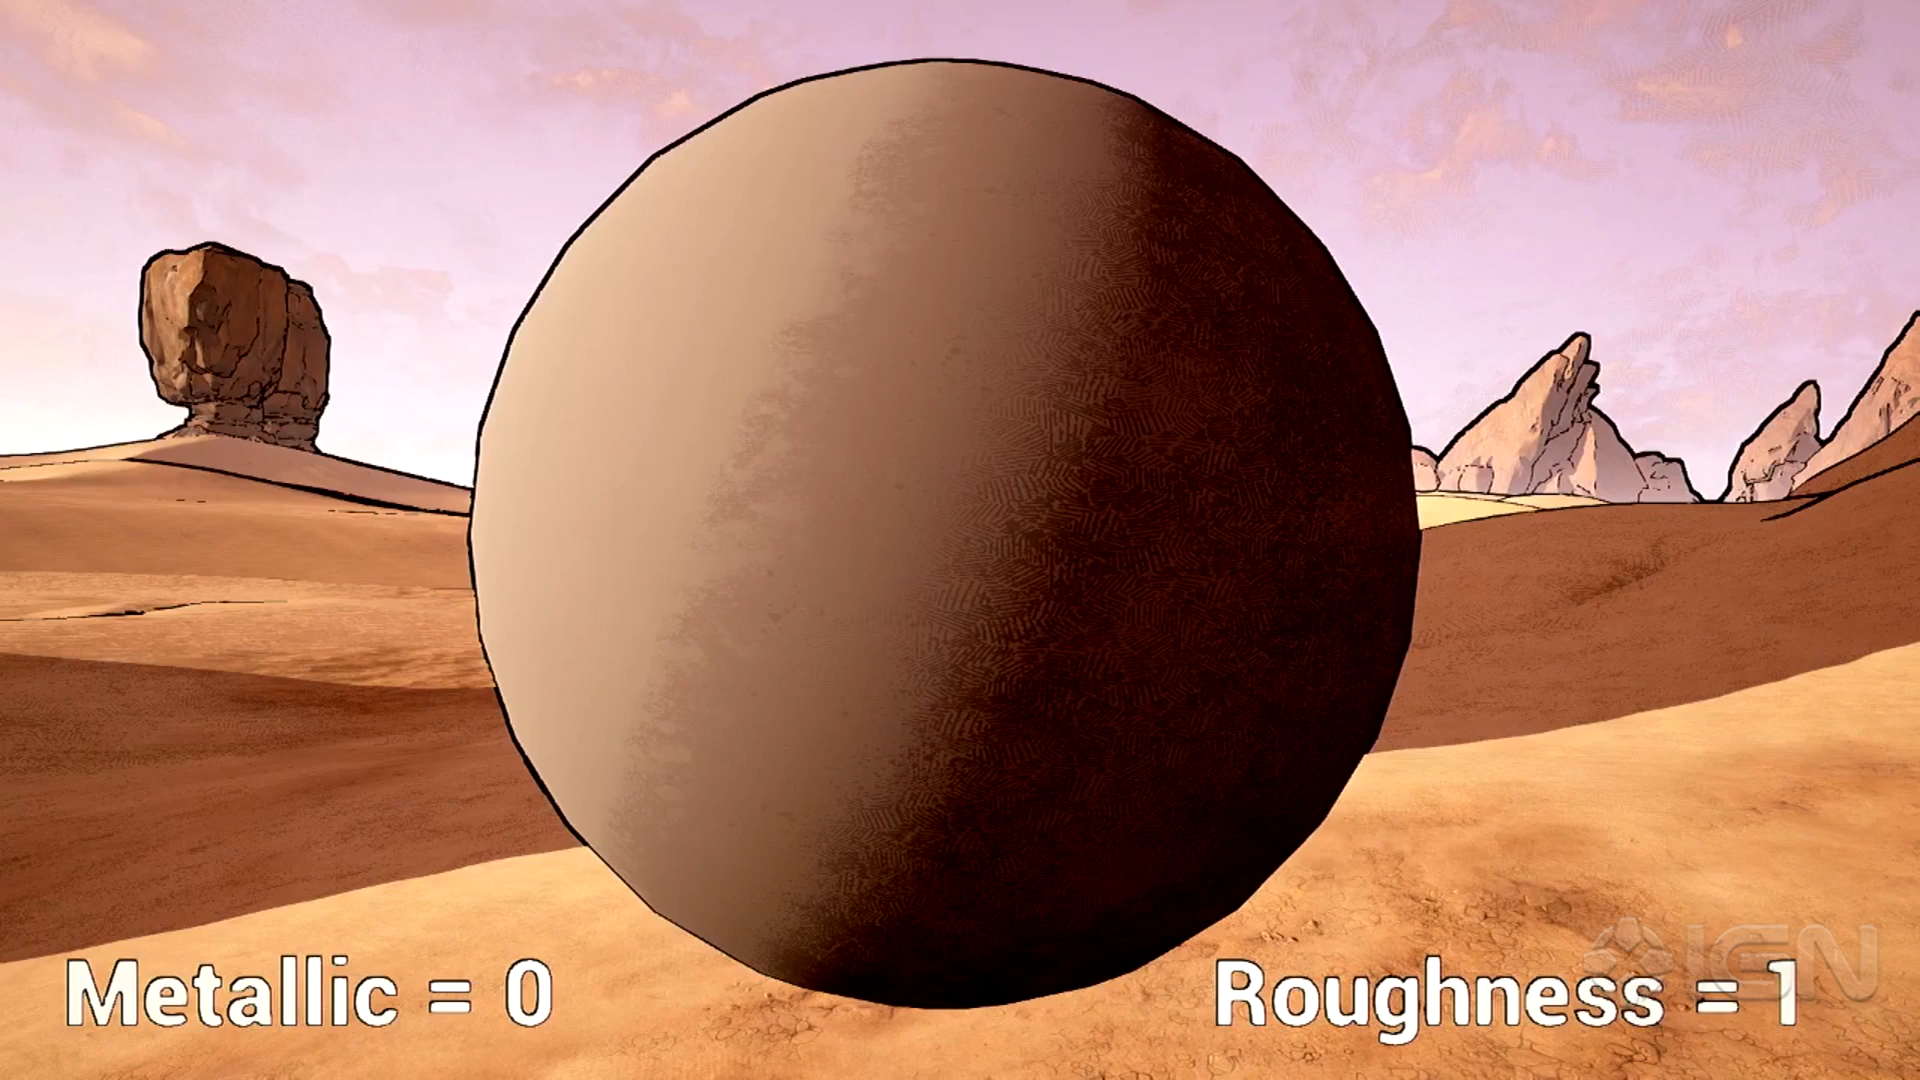 Metallic = 0
Roughness = 1
IGN